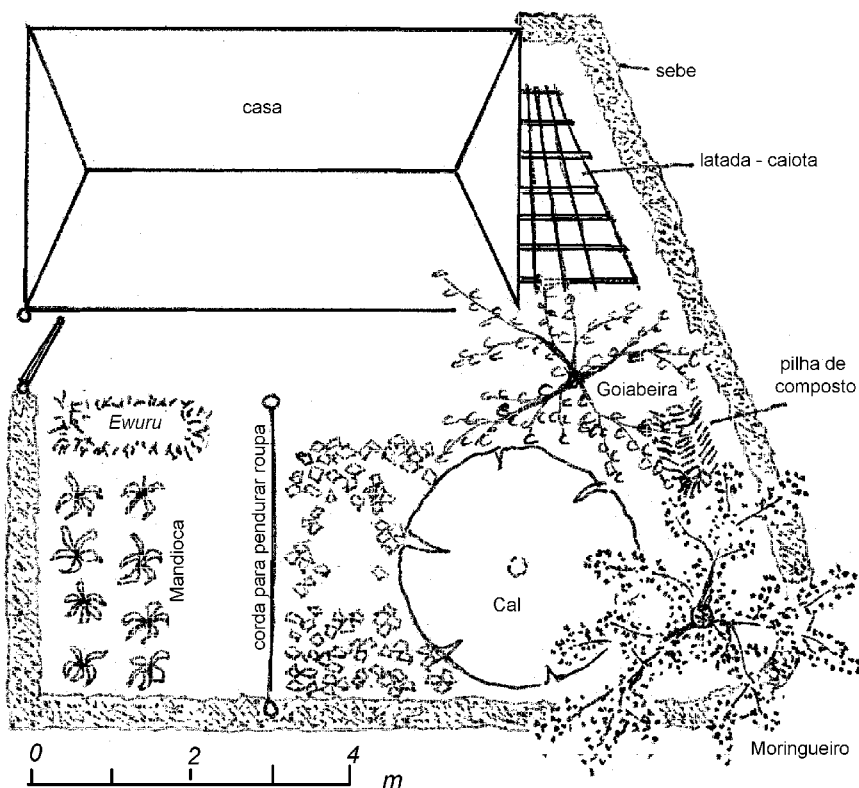 sebe
casa
latada - caiota
pilha de
composto
Goiabeira
Ewuru
Mandioca
corda para pendurar roupa
Cal
Moringueiro
0 2 4
m